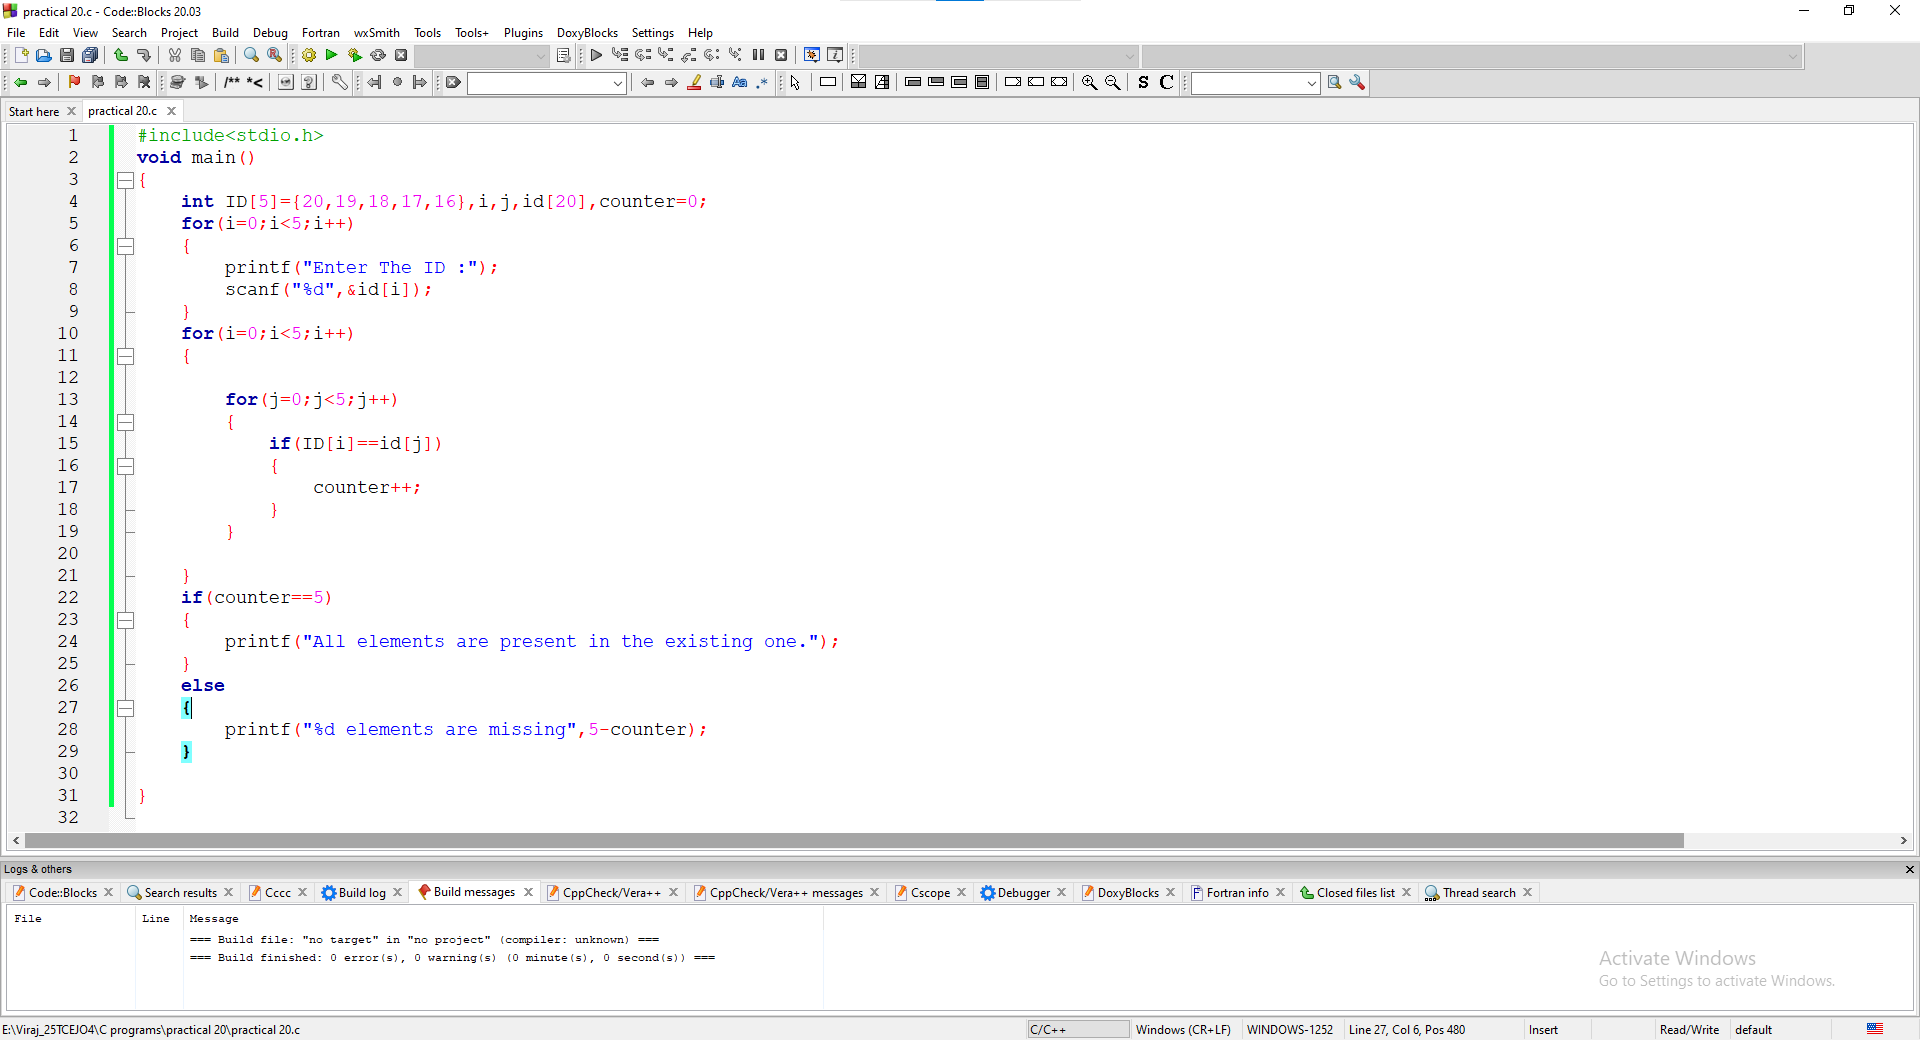 practical 20.c - Code::Blocks 20.03
File Edit View Search Project Build Debug Fortran wxSmith Tools Tools+ Plugins DoxyBlocks Settings Help
/** *<
S C
Start here practical 20.c
1 #include<stdio.h>
2 void main()
3 {
4 int ID[5]={20,19,18,17,16},i,j,id[20],counter=0;
5 for(i=0;i<5;i++)
6 {
7 printf("Enter The ID :");
8 scanf("%d",&id[i]);
9 }
10 for(i=0;i<5;i++)
11 {
12
13 for(j=0;j<5;j++)
14 {
15 if(ID[i]==id[j])
16 {
17 counter++;
18 }
19 }
20
21 }
22 if(counter==5)
23 {
24 printf("All elements are present in the existing one.");
25 }
26 else
27 {
28 printf("%d elements are missing",5-counter);
29 }
30
31 }
32
Logs & others
Code::Blocks Search results Cccc Build log Build messages CppCheck/Vera++ CppCheck/Vera++ messages Cscope Debugger DoxyBlocks Fortran info Closed files list Thread search
File Line Message
=== Build file: "no target" in "no project" (compiler: unknown) ===
=== Build finished: 0 error(s), 0 warning(s) (0 minute(s), 0 second(s)) ===
Activate Windows
Go to Settings to activate Windows.
E:\Viraj_25TCEJ04\C programs\practical 20\practical 20.c C/C++ Windows (CR+LF) WINDOWS-1252 Line 27, Col 6, Pos 480 Insert Read/Write default